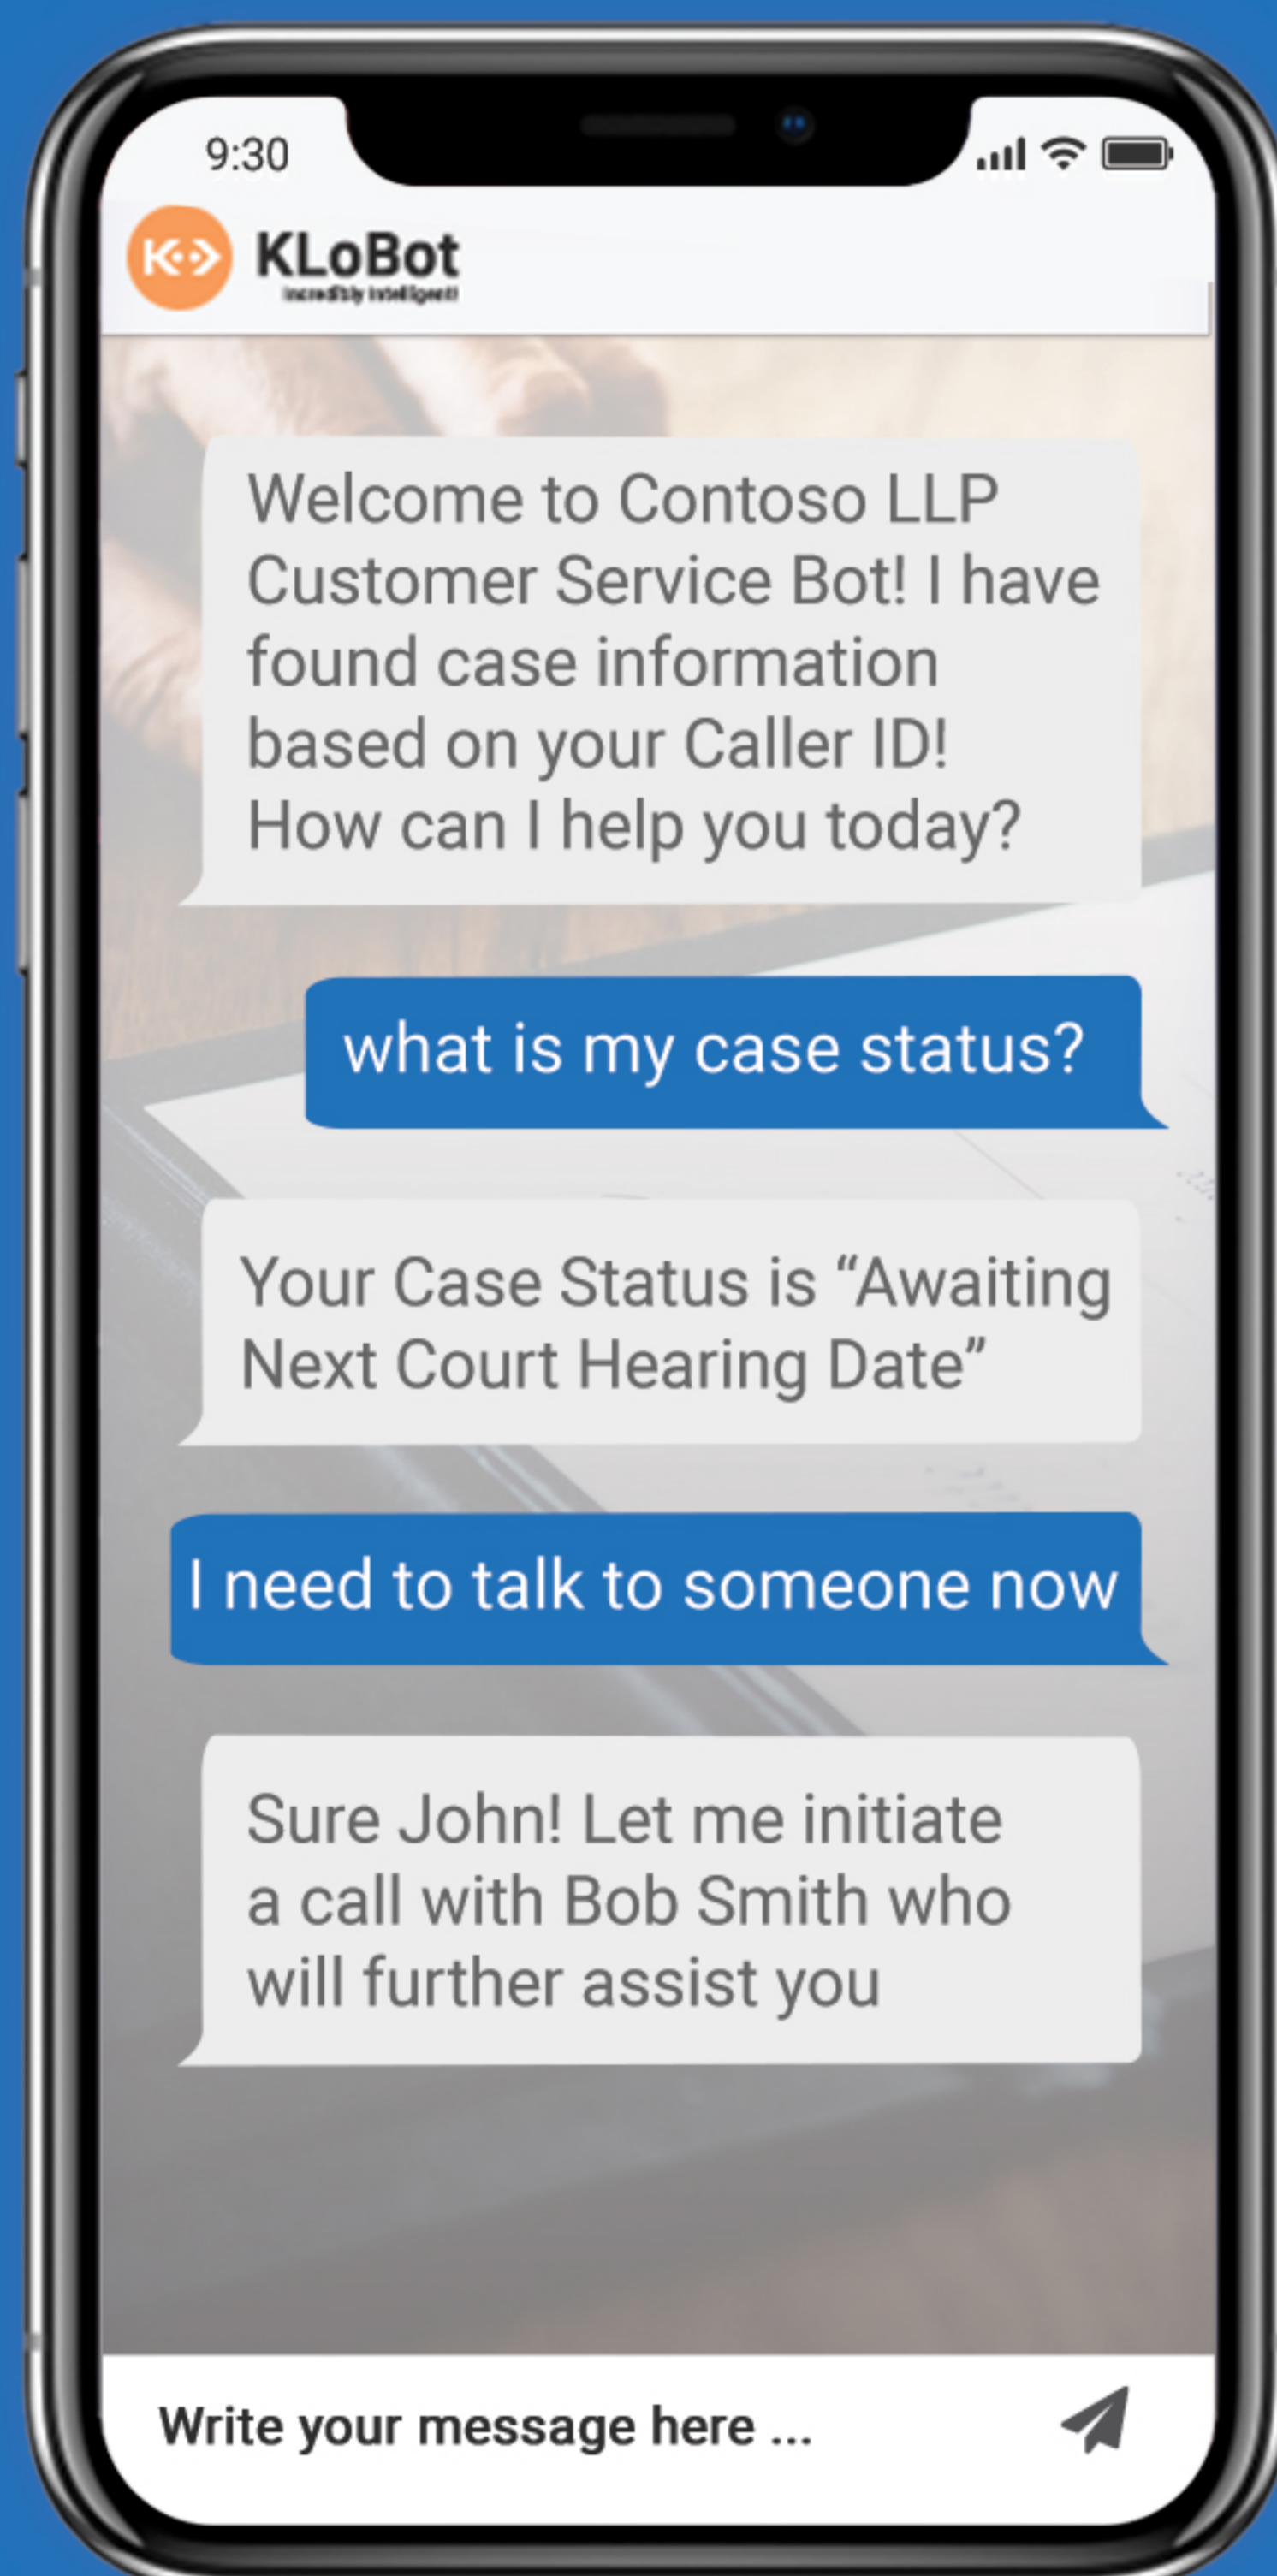 9:30
KLoBot
Incredibly Intelligent!
Welcome to Contoso LLP
Customer Service Bot! I have
found case information
based on your Caller ID!
How can I help you today?
what is my case status?
Your Case Status is “Awaiting
Next Court Hearing Date”
I need to talk to someone now
Sure John! Let me initiate
a call with Bob Smith who
will further assist you
Write your message here ...